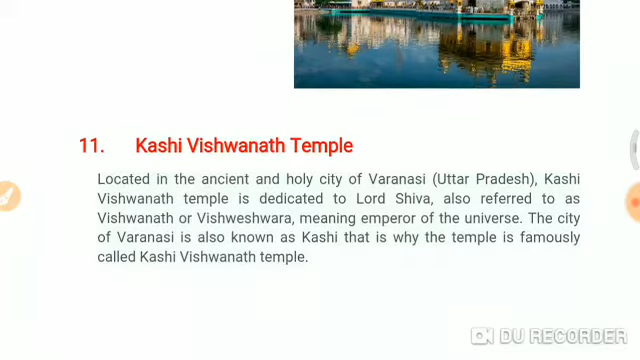 11. Kashi Vishwanath Temple
Located in the ancient and holy city of Varanasi (Uttar Pradesh), Kashi
Vishwanath temple is dedicated to Lord Shiva, also referred to as
Vishwanath or Vishweshwara, meaning emperor of the universe. The city
of Varanasi is also known as Kashi that is why the temple is famously
called Kashi Vishwanath temple.
DU RECORDER